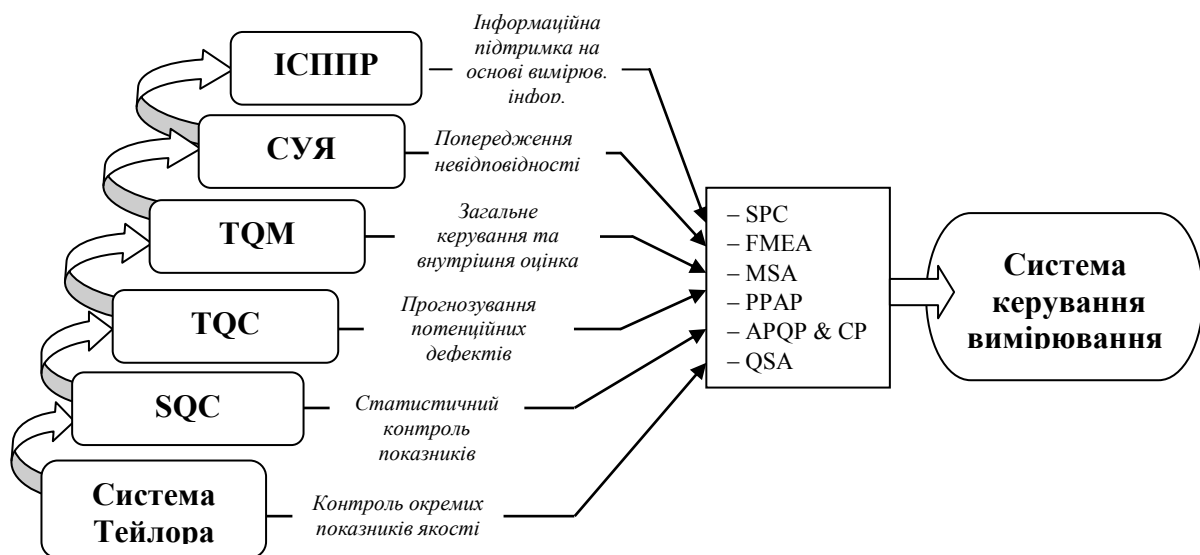 ІСППР
Інформаційна
підтримка на
основі вимірюв.
інфор.
СУЯ
Попередження
невідповідності
TQM
Загальне
керування та
внутрішня оцінка
TQC
Прогнозування
потенційних
дефектів
SQC
Статистичний
контроль
показників
Система
Тейлора
Контроль окремих
показників якості
– SPC
– FMEA
– MSA
– PPAP
– APQP & CP
– QSA
Система
керування
вимірювання